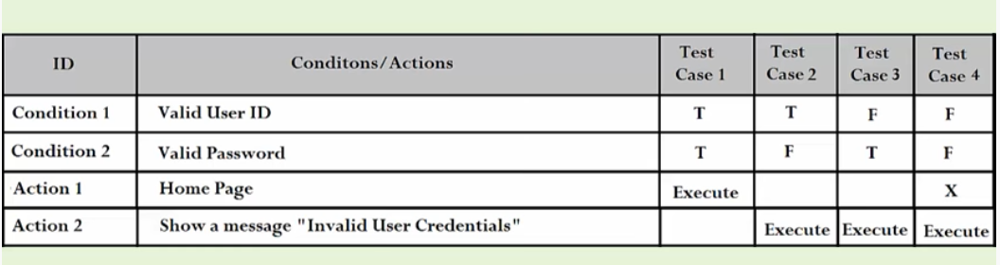 ID Conditons/Actions Test Case 1 Test Case 2 Test Case 3 Test Case 4
Condition 1 Valid User ID T T F F
Condition 2 Valid Password T F T F
Action 1 Home Page Execute X
Action 2 Show a message "Invalid User Credentials" Execute Execute Execute